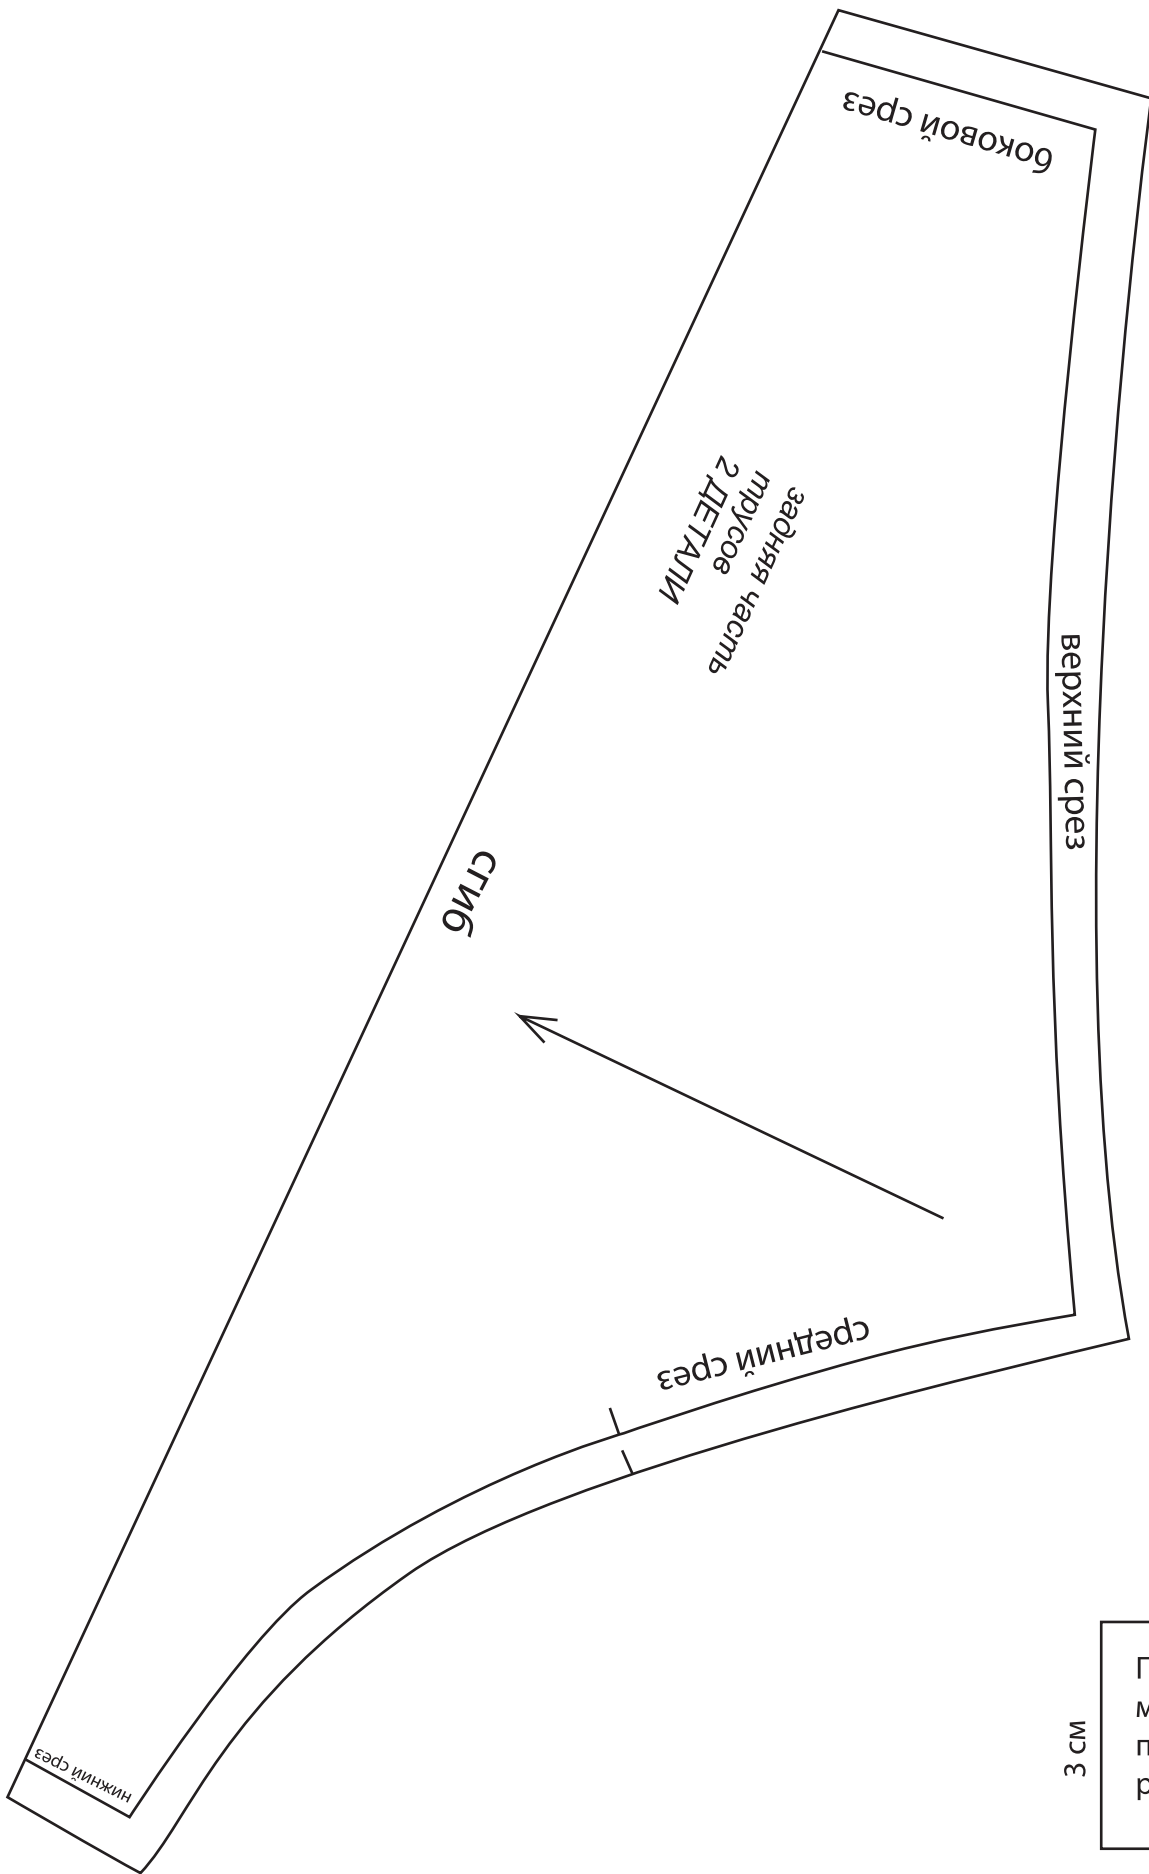 боковой срез
задняя часть
трусов
2 ДЕТАЛИ
верхний срез
сгиб
средний срез
нижний срез
3 см